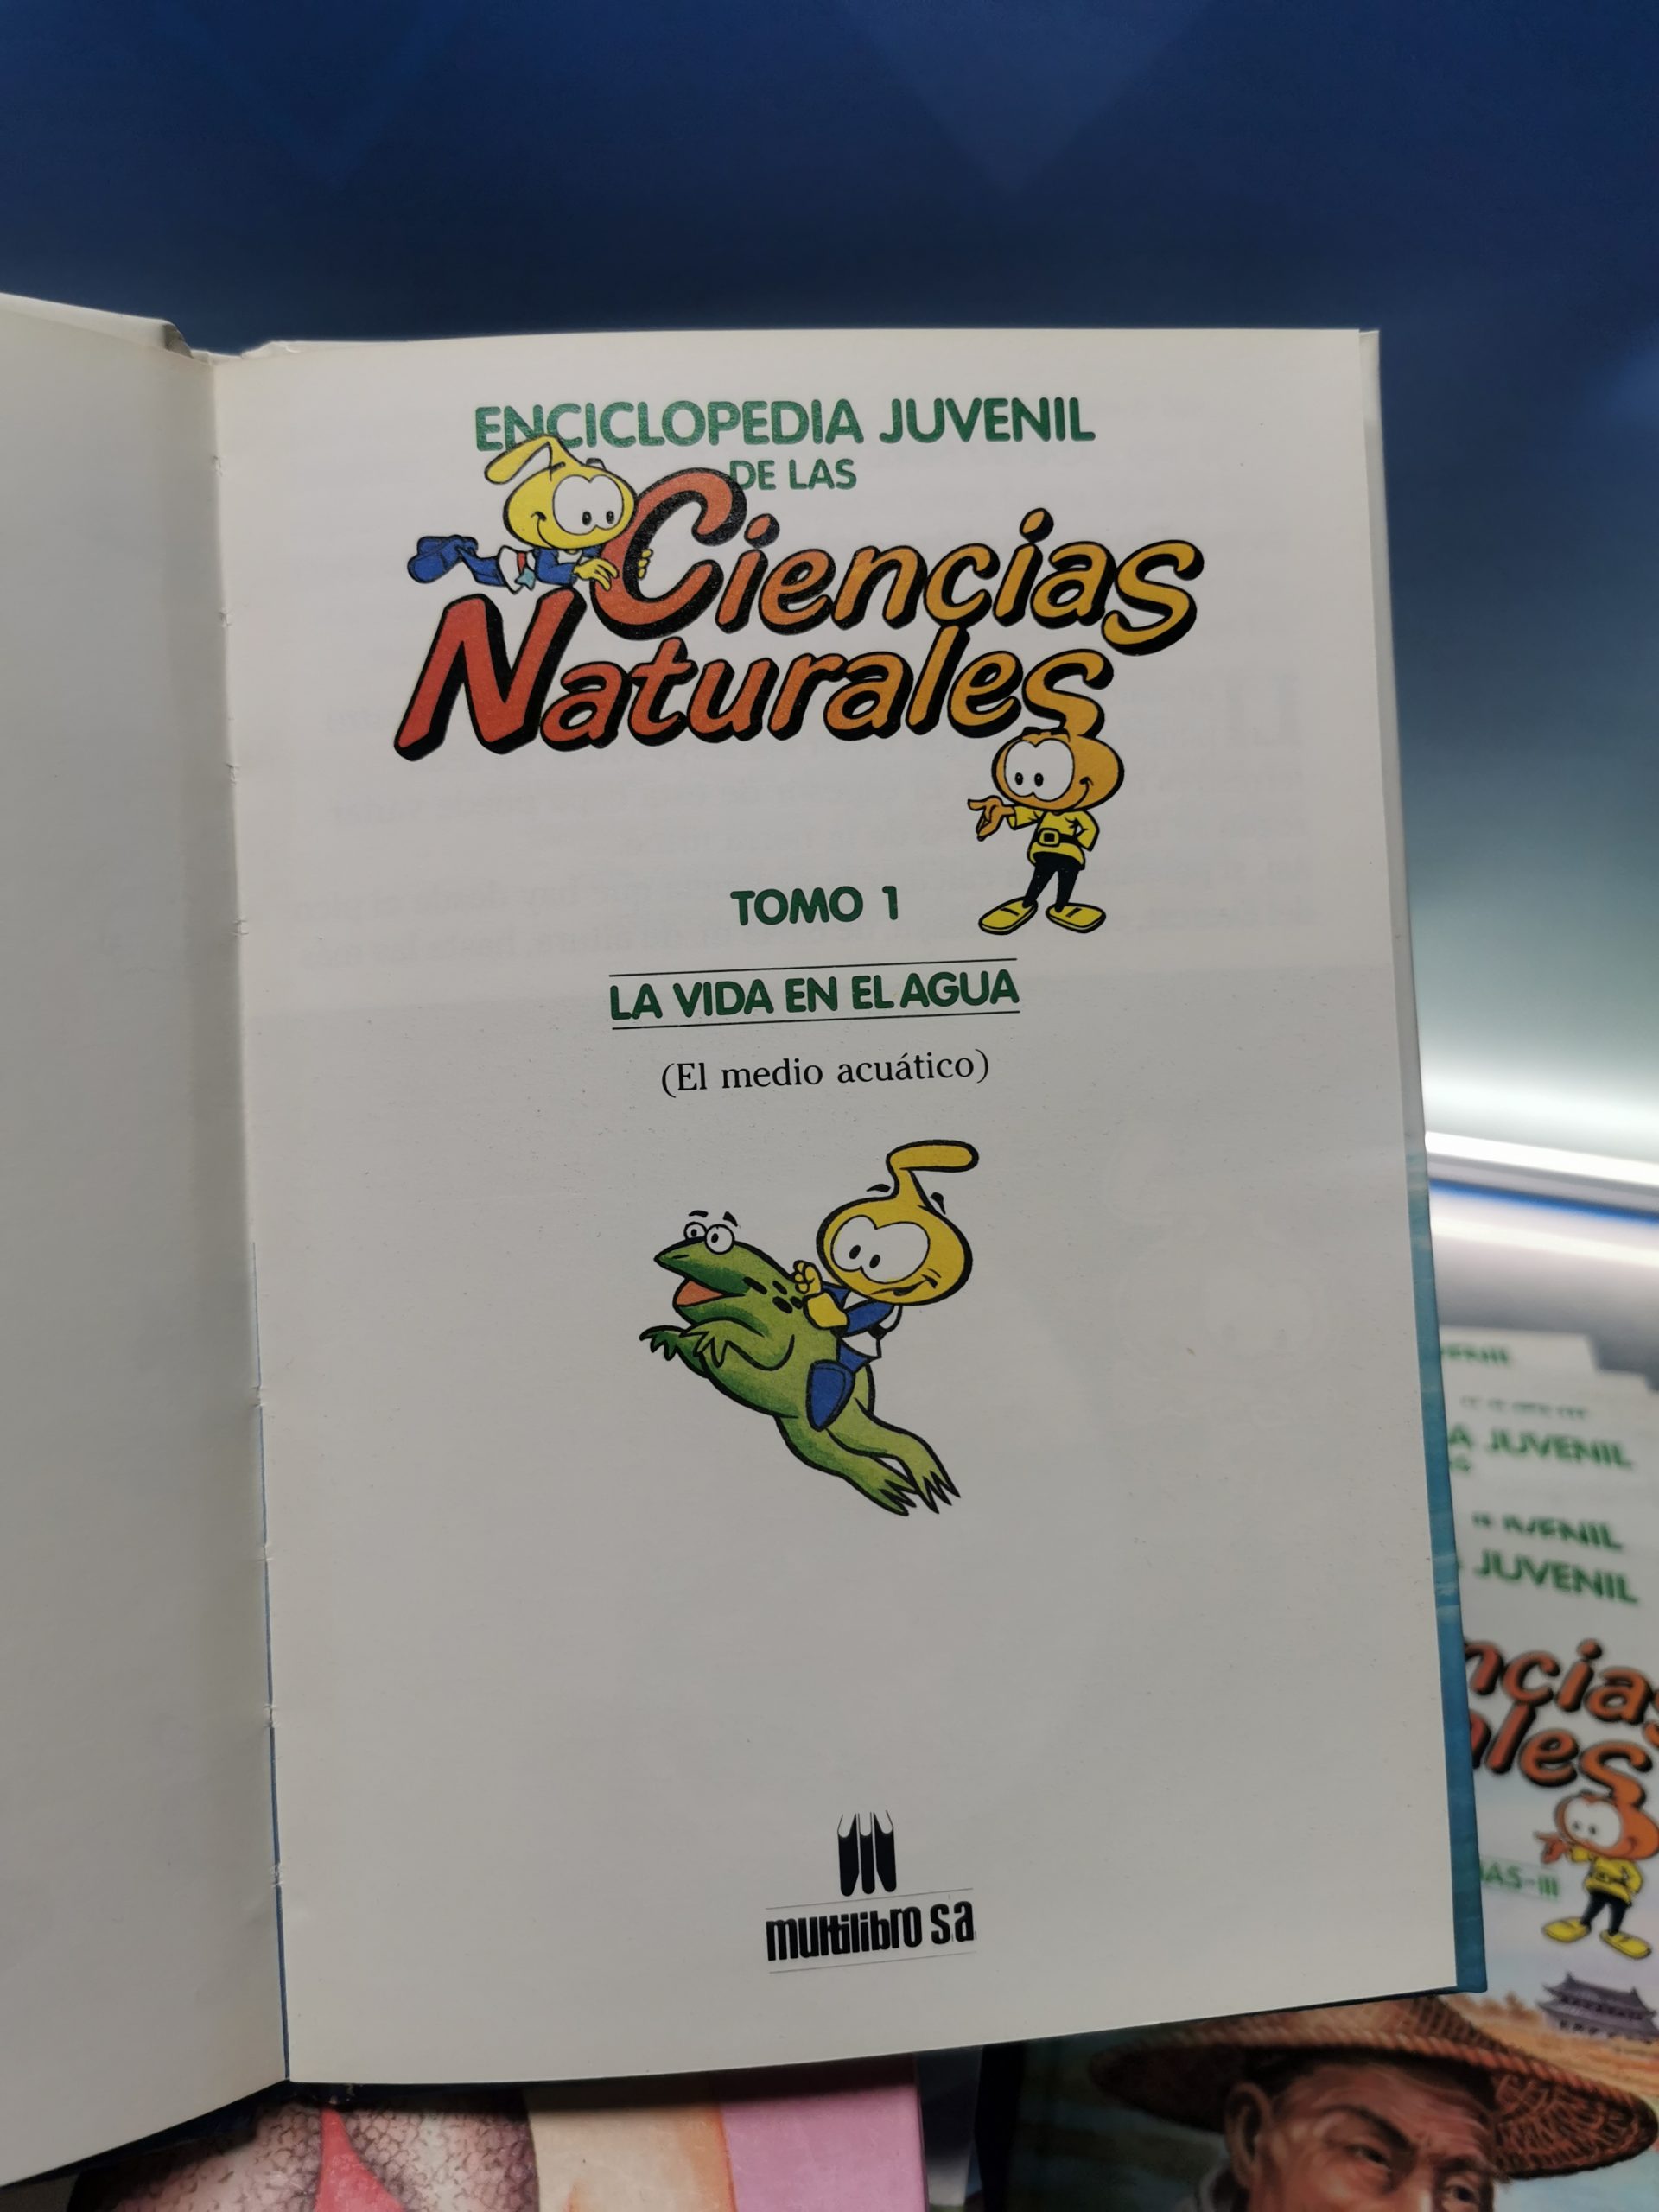 ENCICLOPEDIA JUVENIL
DE LAS
Ciencias
Naturales
TOMO 1
LA VIDA EN EL AGUA
(El medio acuático)
multilibro sa
JUVENIL
JUVENIL
JUVENIL